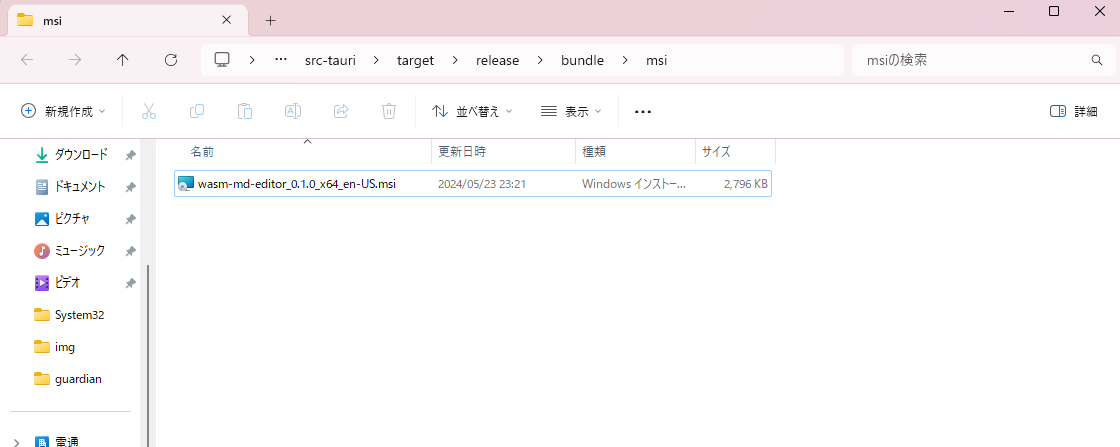 msi
src-tauri > target > release > bundle > msi
msiの検索
新規作成
並べ替え
表示
詳細
名前 更新日時 種類 サイズ
wasm-md-editor_0.1.0_x64_en-US.msi 2024/05/23 23:21 Windows インストー... 2,796 KB
ダウンロード
ドキュメント
ピクチャ
ミュージック
ビデオ
System32
img
guardian
電通